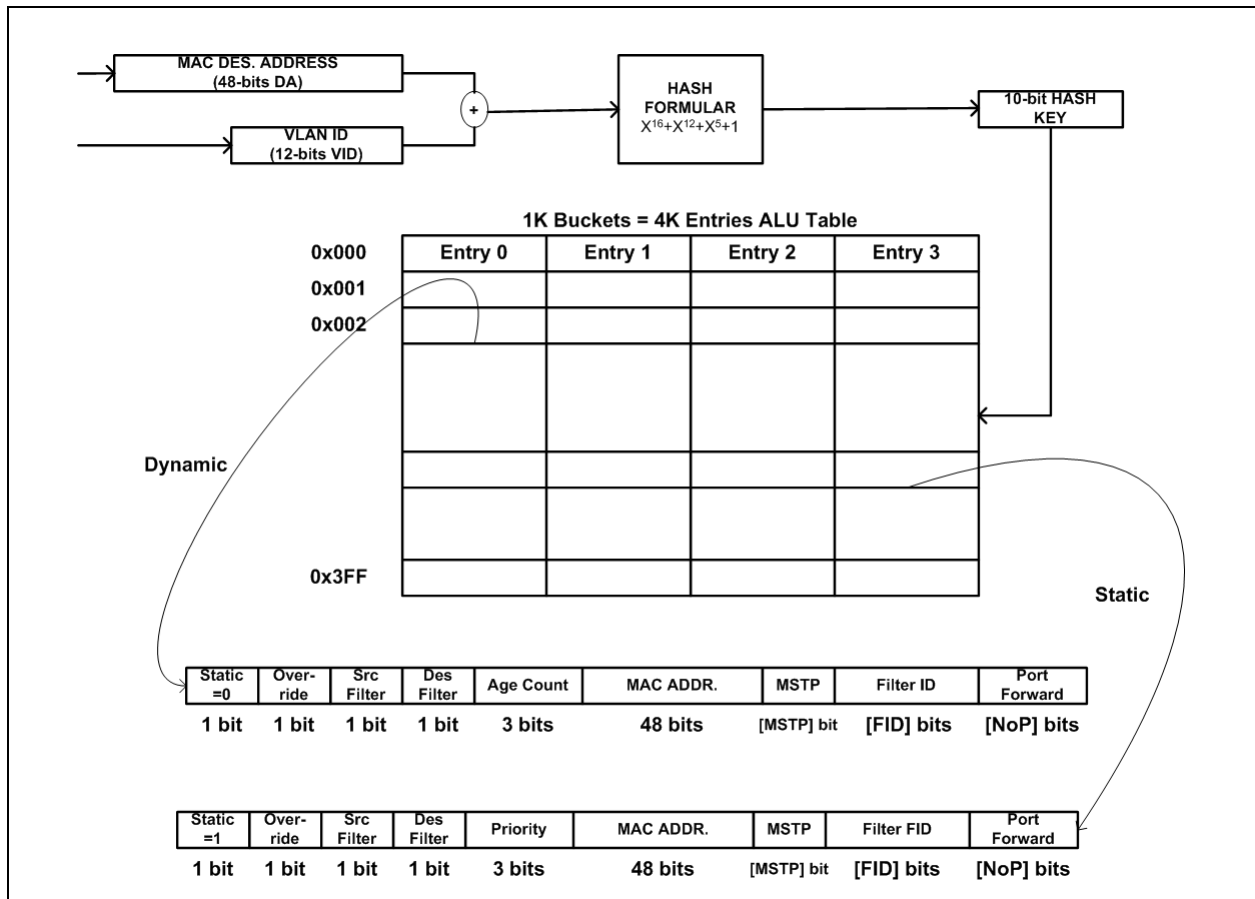 MAC DES. ADDRESS
(48-bits DA)
+
VLAN ID
(12-bits VID)
HASH
FORMULAR
X¹⁶+X¹²+X⁵+1
10-bit HASH
KEY
1K Buckets = 4K Entries ALU Table
0x000 Entry 0 Entry 1 Entry 2 Entry 3
0x001
0x002
0x3FF
Dynamic
Static
Static =0 Over-ride Src Filter Des Filter Age Count MAC ADDR. MSTP Filter ID Port Forward
1 bit 1 bit 1 bit 1 bit 3 bits 48 bits [MSTP] bit [FID] bits [NoP] bits
Static =1 Over-ride Src Filter Des Filter Priority MAC ADDR. MSTP Filter FID Port Forward
1 bit 1 bit 1 bit 1 bit 3 bits 48 bits [MSTP] bit [FID] bits [NoP] bits